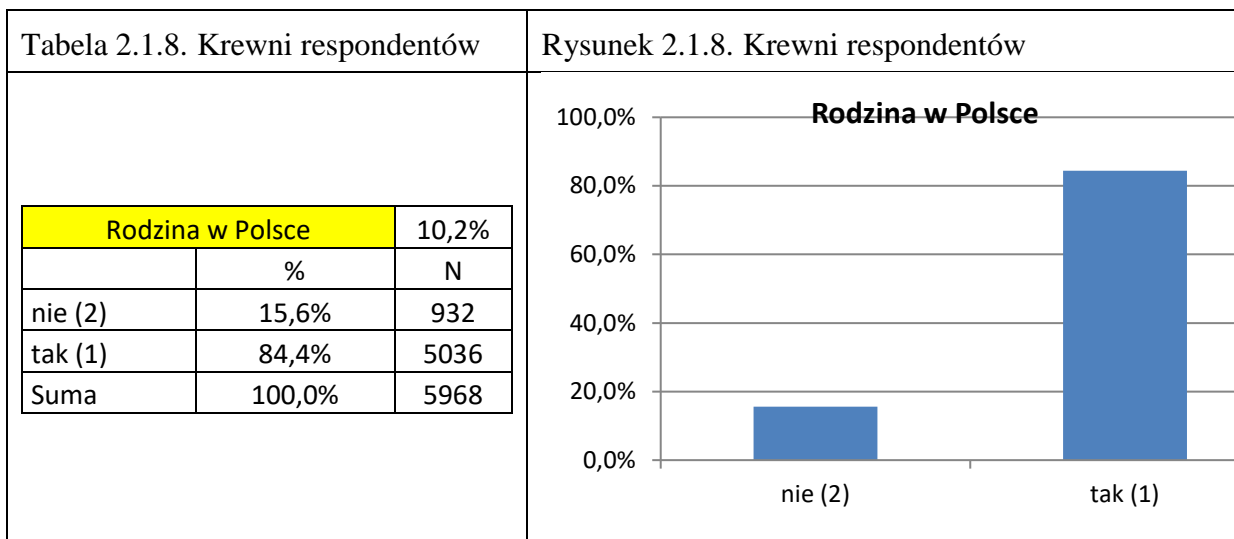 Tabela 2.1.8. Krewni respondentów
Rysunek 2.1.8. Krewni respondentów
Rodzina w Polsce 10,2%
% N
nie (2) 15,6% 932
tak (1) 84,4% 5036
Suma 100,0% 5968
Rodzina w Polsce
100,0%
80,0%
60,0%
40,0%
20,0%
0,0%
nie (2) tak (1)